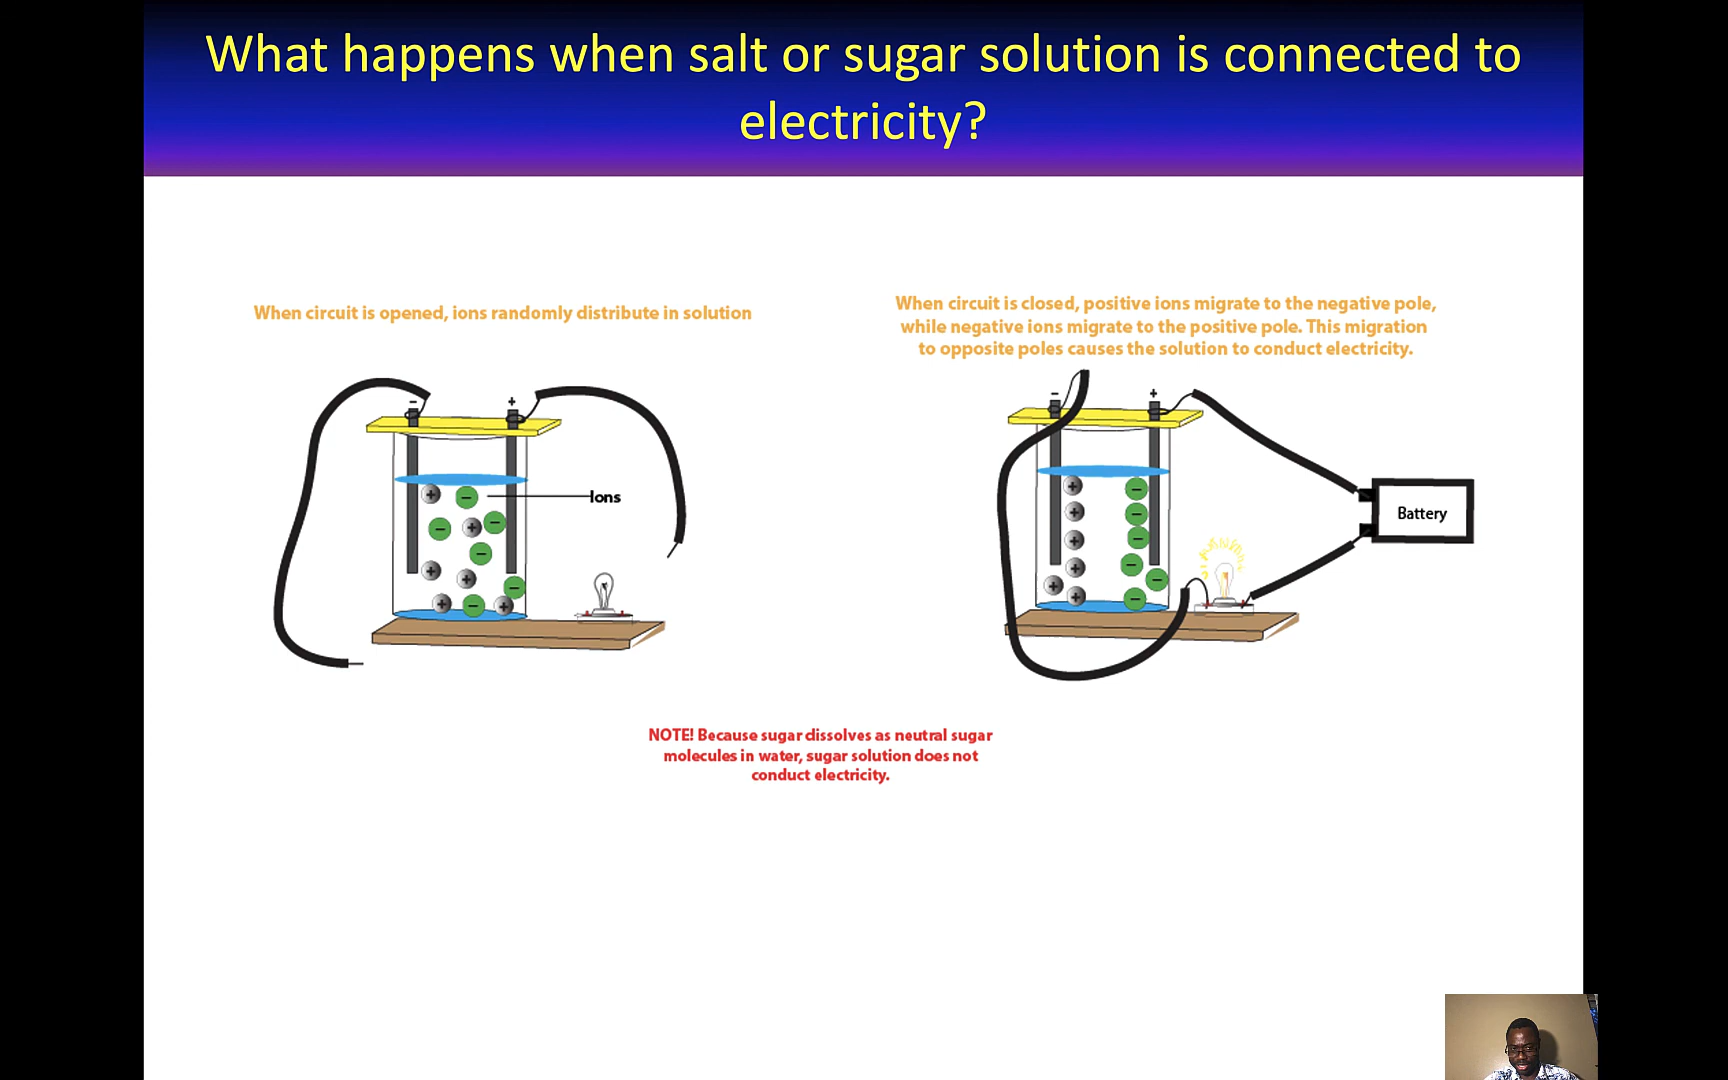 What happens when salt or sugar solution is connected to
electricity?
When circuit is opened, ions randomly distribute in solution
When circuit is closed, positive ions migrate to the negative pole,
while negative ions migrate to the positive pole. This migration
to opposite poles causes the solution to conduct electricity.
- +
- +
Ions
+ -
- + -
-
+ + -
+ - +
+ -
+ -
+ -
+ -
+ -
+ -
Battery
NOTE! Because sugar dissolves as neutral sugar
molecules in water, sugar solution does not
conduct electricity.